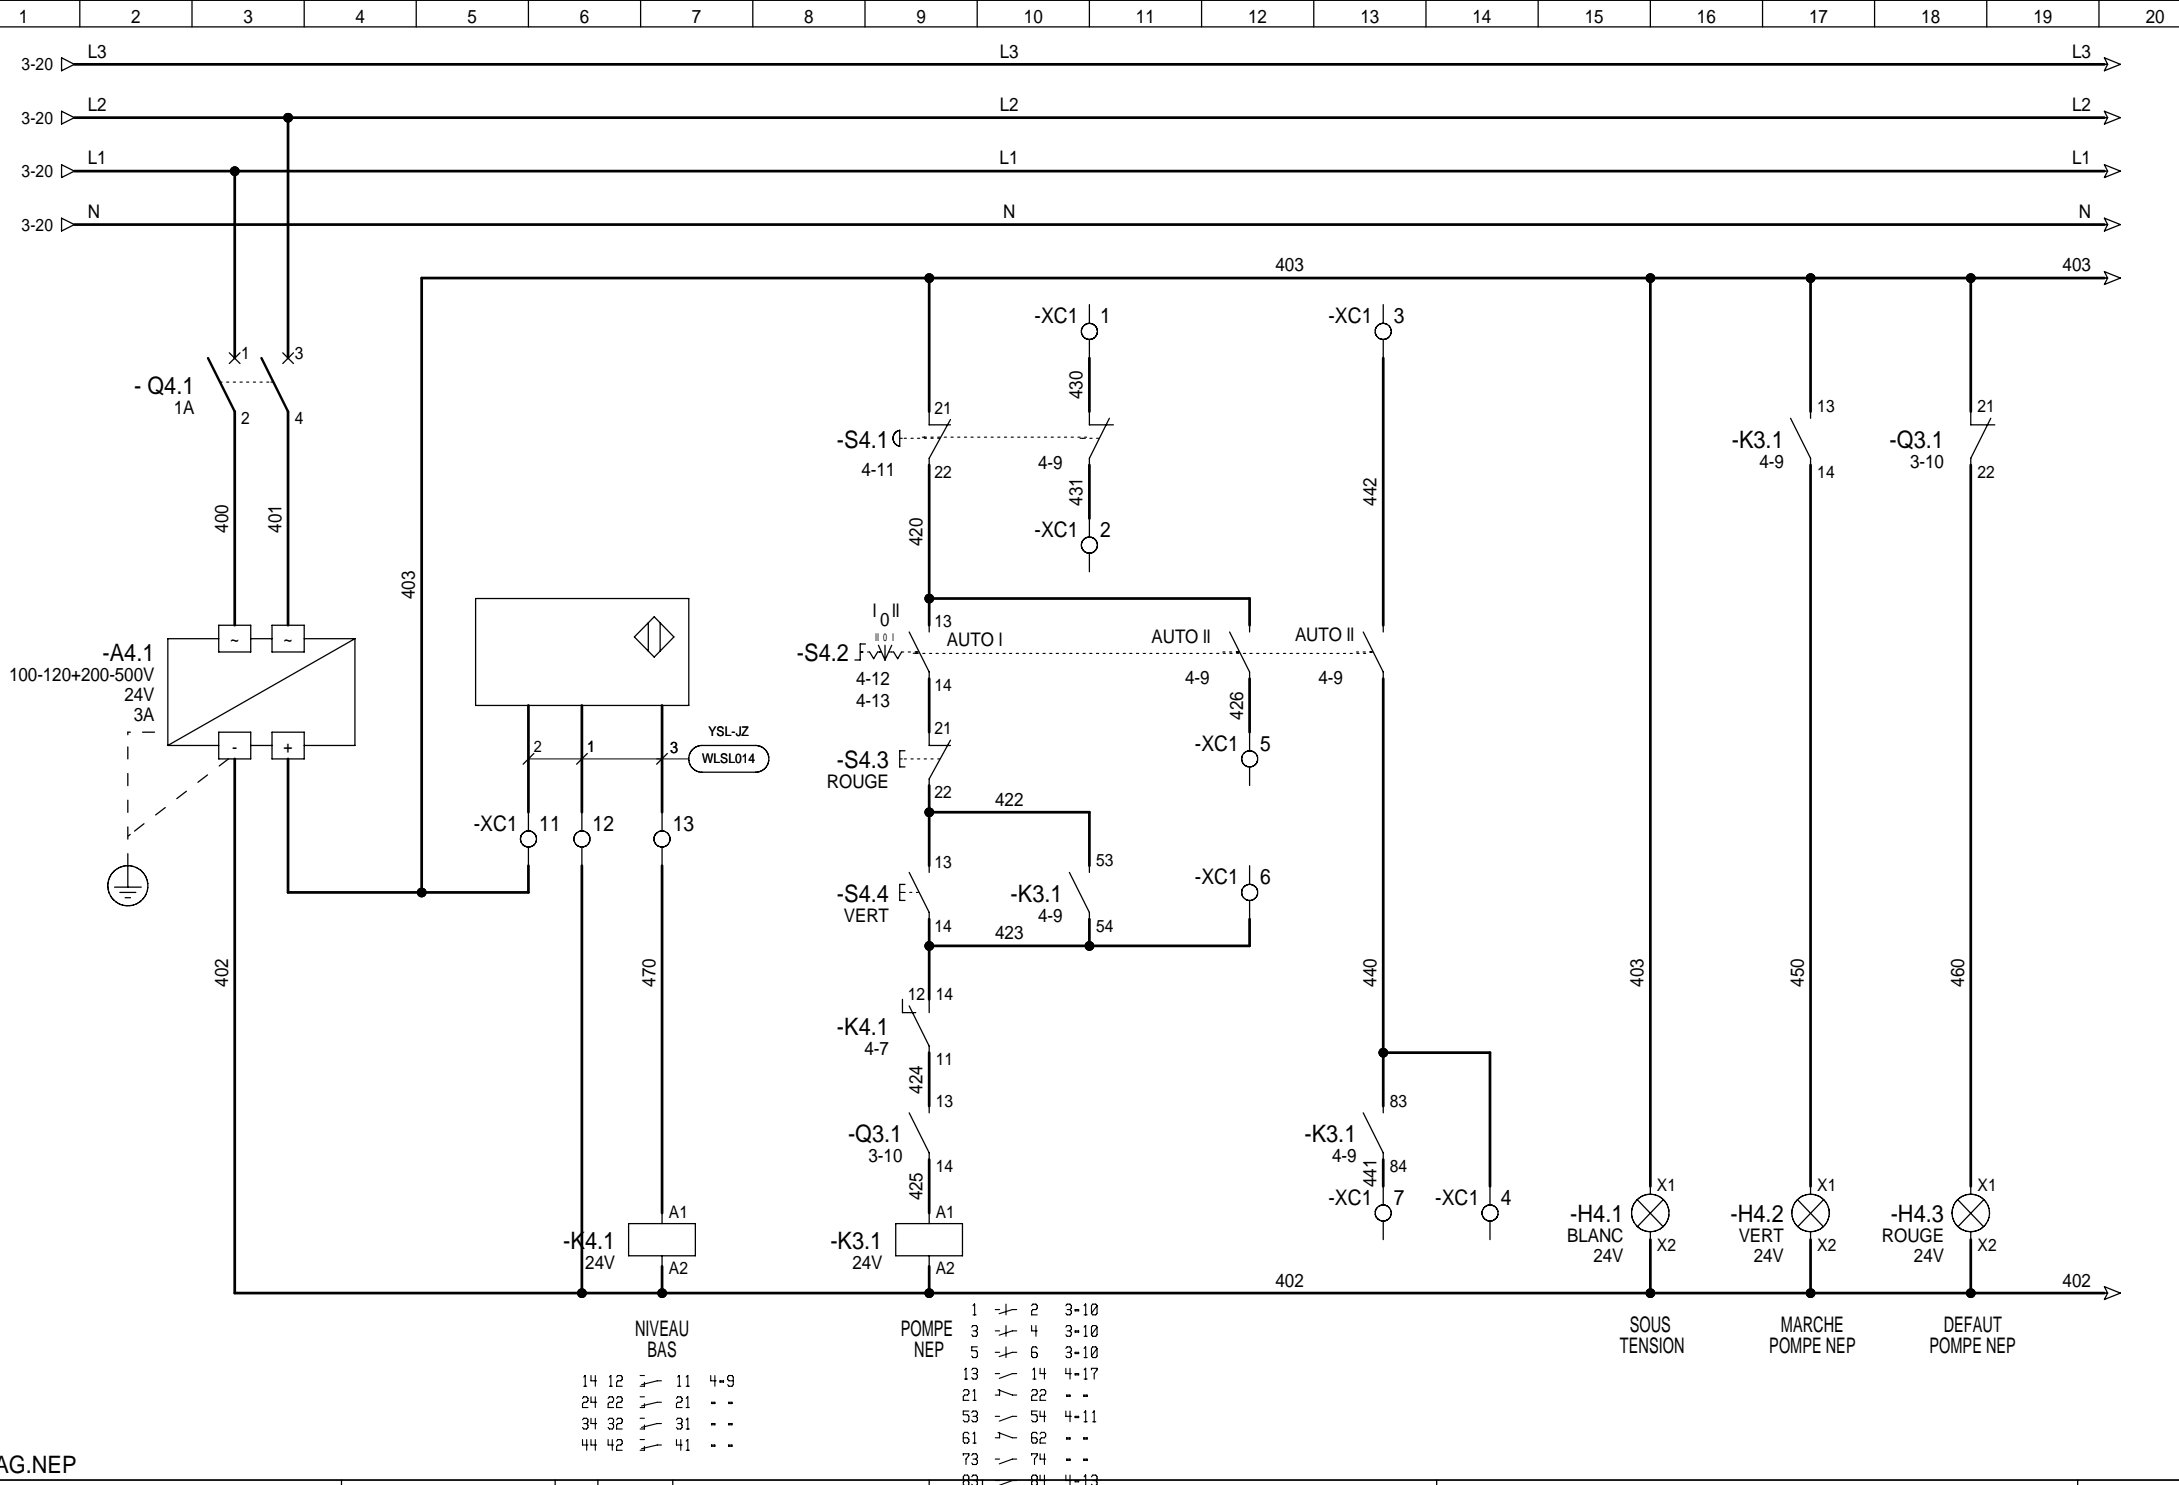 1 2 3 4 5 6 7 8 9 10 11 12 13 14 15 16 17 18 19 20
L3 L3 L3
3-20
L2 L2 L2
3-20
L1 L1 L1
3-20
N N N
3-20
403 403
-XC1 1
-XC1 3
1 3
- Q4.1
1A
2 4
430
442
21
-S4.1
4-11
22
4-9
431
-XC1 2
13
-K3.1
4-9
14
21
-Q3.1
3-10
22
400
401
420
403
I 0 II
II 0 I
13
AUTO I
AUTO II
AUTO II
-S4.2
4-12
4-13
14
4-9
4-9
426
~ ~
-A4.1
100-120+200-500V
24V
3A
- +
21
-S4.3
ROUGE
22
-XC1 5
YSL-JZ
2 1 3
WLSL014
-XC1 11 12 13
422
13
-S4.4
VERT
14
53
-K3.1
4-9
54
-XC1 6
423
402
470
440
403
450
460
12 14
-K4.1
4-7
11
424
13
-Q3.1
3-10
14
425
83
-K3.1
4-9
84
441
-XC1 7
-XC1 4
A1
-K4.1
24V
A2
A1
-K3.1
24V
A2
X1
-H4.1
BLANC
24V
X2
X1
-H4.2
VERT
24V
X2
X1
-H4.3
ROUGE
24V
X2
402 402
NIVEAU
BAS
POMPE
NEP
SOUS
TENSION
MARCHE
POMPE NEP
DEFAUT
POMPE NEP
14 12 11 4-9
24 22 21 - -
34 32 31 - -
44 42 41 - -
1 2 3-10
3 4 3-10
5 6 3-10
13 14 4-17
21 22 - -
53 54 4-11
61 62 - -
73 74 - -
83 84 4-13
AG.NEP